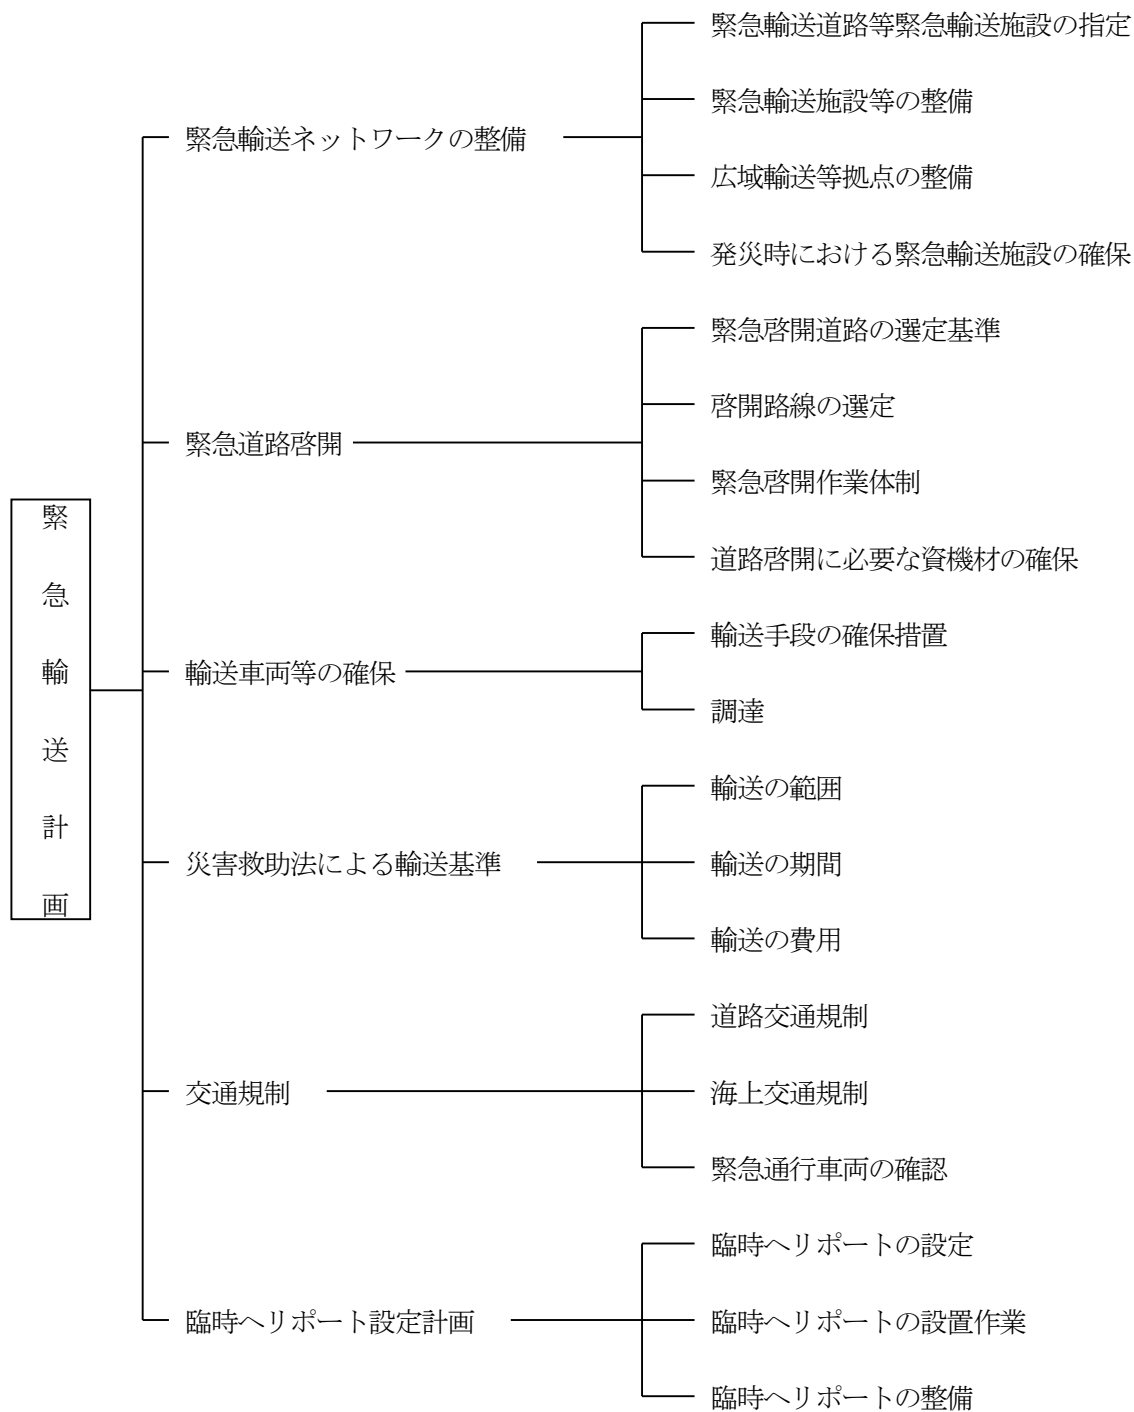 緊急輸送計画
緊急輸送ネットワークの整備
緊急輸送道路等緊急輸送施設の指定
緊急輸送施設等の整備
広域輸送等拠点の整備
発災時における緊急輸送施設の確保
緊急道路啓開
緊急啓開道路の選定基準
啓開路線の選定
緊急啓開作業体制
道路啓開に必要な資機材の確保
輸送車両等の確保
輸送手段の確保措置
調達
災害救助法による輸送基準
輸送の範囲
輸送の期間
輸送の費用
交通規制
道路交通規制
海上交通規制
緊急通行車両の確認
臨時ヘリポート設定計画
臨時ヘリポートの設定
臨時ヘリポートの設置作業
臨時ヘリポートの整備